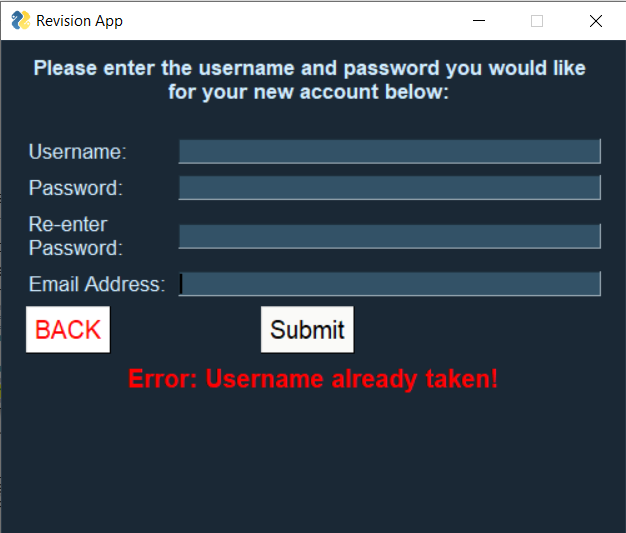 Revision App
Please enter the username and password you would like
for your new account below:
Username:
Password:
Re-enter
Password:
Email Address:
BACK
Submit
Error: Username already taken!